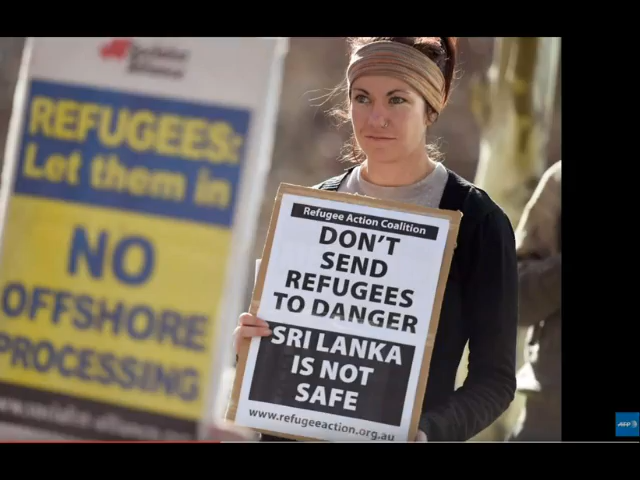 REFUGEES:
Let them in
NO
OFFSHORE
PROCESSING
Refugee Action Coalition
DON'T
SEND
REFUGEES
TO DANGER
SRI LANKA
IS NOT
SAFE
www.refugeeaction.org.au
AFP